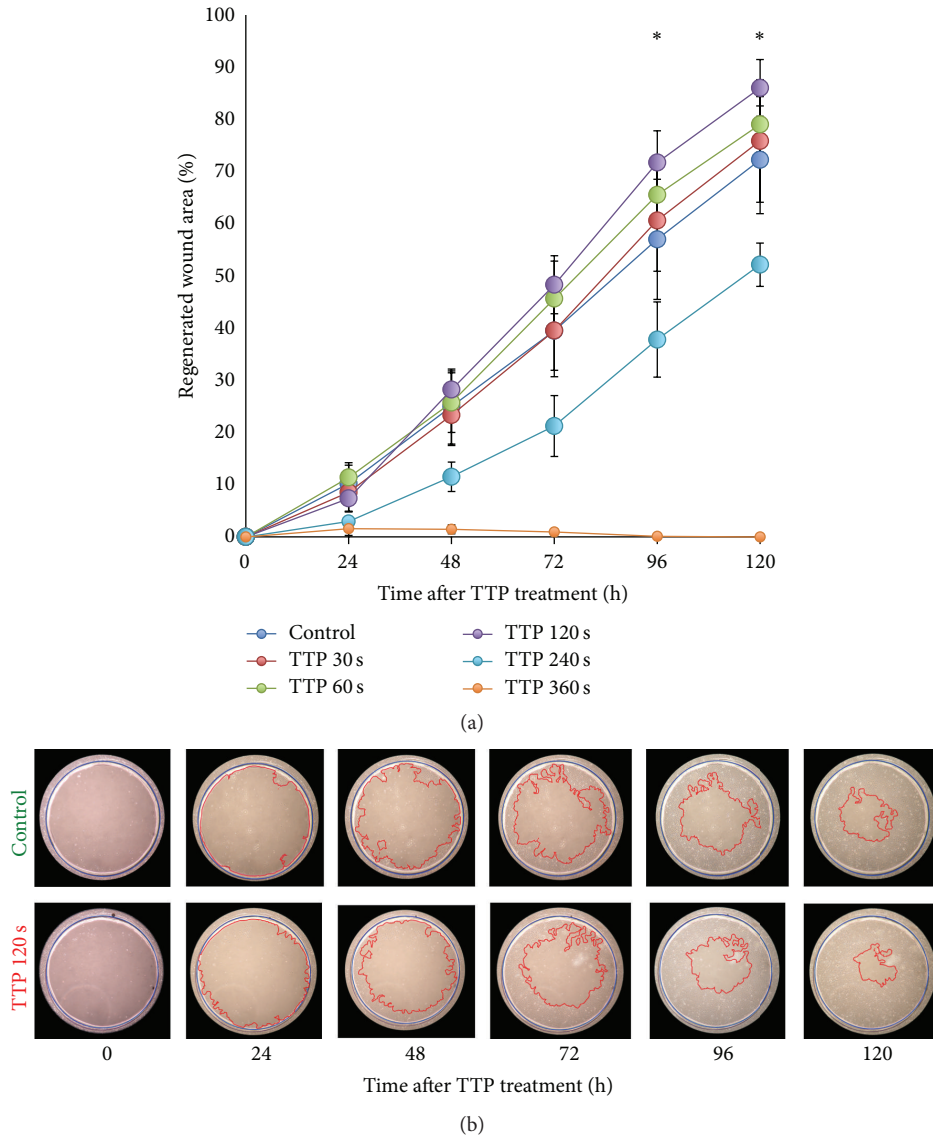 100
90
80
70
60
50
40
30
20
10
0
Regenerated wound area (%)
* *
0 24 48 72 96 120
Time after TTP treatment (h)
Control TTP 120 s
TTP 30 s TTP 240 s
TTP 60 s TTP 360 s
(a)
Control
TTP 120 s
0 24 48 72 96 120
Time after TTP treatment (h)
(b)